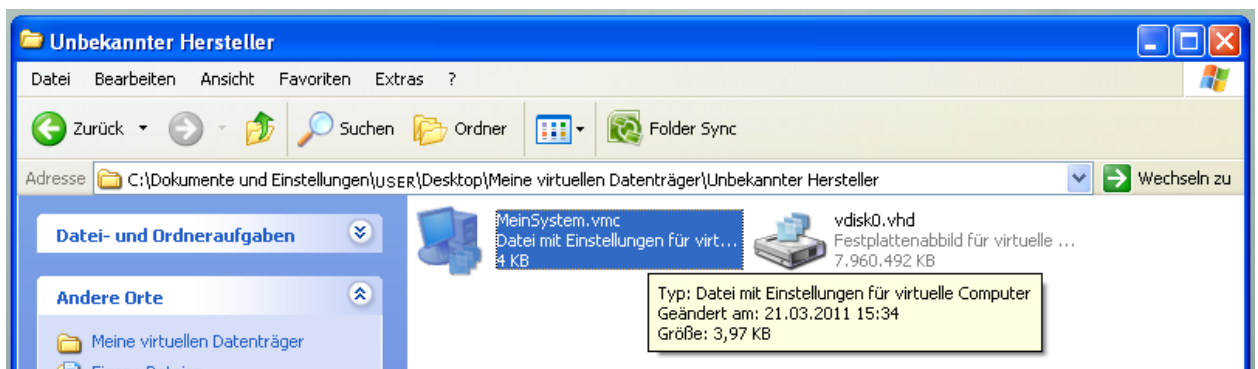 Unbekannter Hersteller
Datei Bearbeiten Ansicht Favoriten Extras ?
Zurück Suchen Ordner Folder Sync
Adresse C:\Dokumente und Einstellungen\USER\Desktop\Meine virtuellen Datenträger\Unbekannter Hersteller Wechseln zu
Datei- und Ordneraufgaben
Andere Orte
Meine virtuellen Datenträger
MeinSystem.vmc
Datei mit Einstellungen für virt...
4 KB
vdisk0.vhd
Festplattenabbild für virtuelle ...
7.960.492 KB
Typ: Datei mit Einstellungen für virtuelle Computer
Geändert am: 21.03.2011 15:34
Größe: 3,97 KB